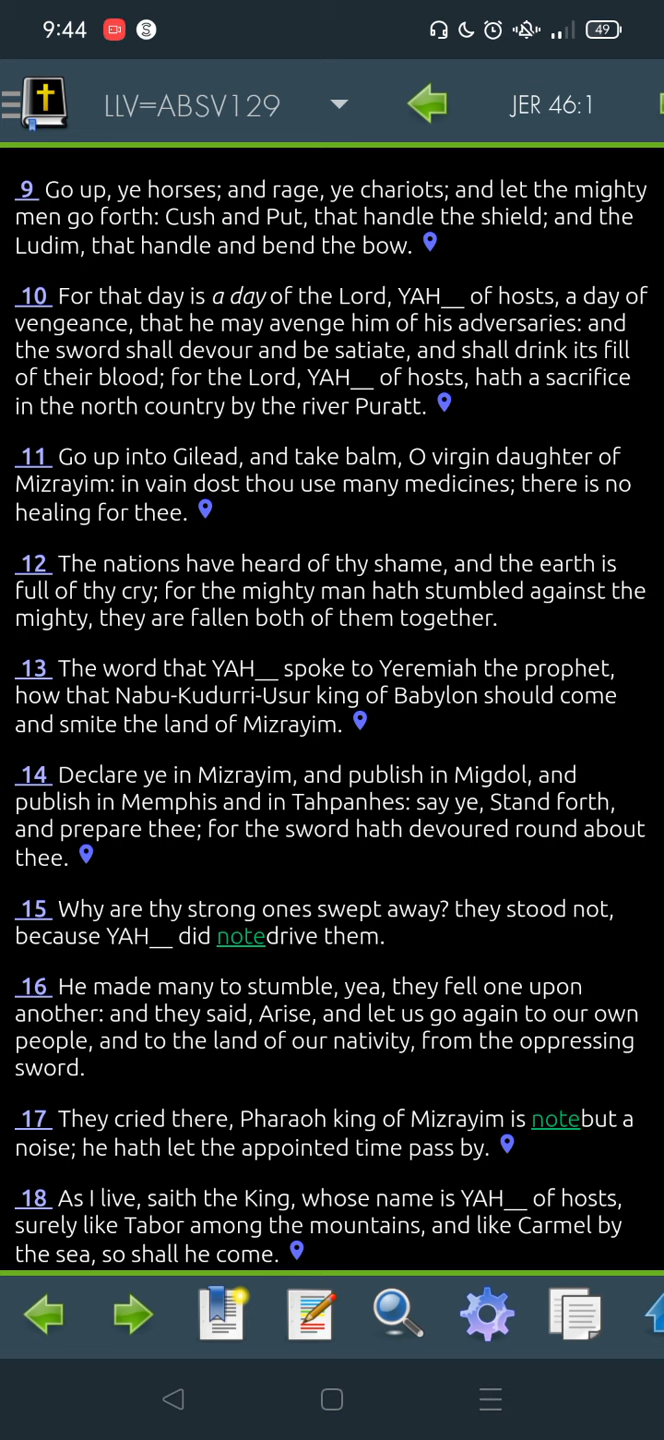 9:44
49
LLV=ABSV129
JER 46:1
9 Go up, ye horses; and rage, ye chariots; and let the mighty
men go forth: Cush and Put, that handle the shield; and the
Ludim, that handle and bend the bow.
10 For that day is a day of the Lord, YAH__ of hosts, a day of
vengeance, that he may avenge him of his adversaries: and
the sword shall devour and be satiate, and shall drink its fill
of their blood; for the Lord, YAH__ of hosts, hath a sacrifice
in the north country by the river Puratt.
11 Go up into Gilead, and take balm, O virgin daughter of
Mizrayim: in vain dost thou use many medicines; there is no
healing for thee.
12 The nations have heard of thy shame, and the earth is
full of thy cry; for the mighty man hath stumbled against the
mighty, they are fallen both of them together.
13 The word that YAH__ spoke to Yeremiah the prophet,
how that Nabu-Kudurri-Usur king of Babylon should come
and smite the land of Mizrayim.
14 Declare ye in Mizrayim, and publish in Migdol, and
publish in Memphis and in Tahpanhes: say ye, Stand forth,
and prepare thee; for the sword hath devoured round about
thee.
15 Why are thy strong ones swept away? they stood not,
because YAH__ did notedrive them.
16 He made many to stumble, yea, they fell one upon
another: and they said, Arise, and let us go again to our own
people, and to the land of our nativity, from the oppressing
sword.
17 They cried there, Pharaoh king of Mizrayim is notebut a
noise; he hath let the appointed time pass by.
18 As I live, saith the King, whose name is YAH__ of hosts,
surely like Tabor among the mountains, and like Carmel by
the sea, so shall he come.